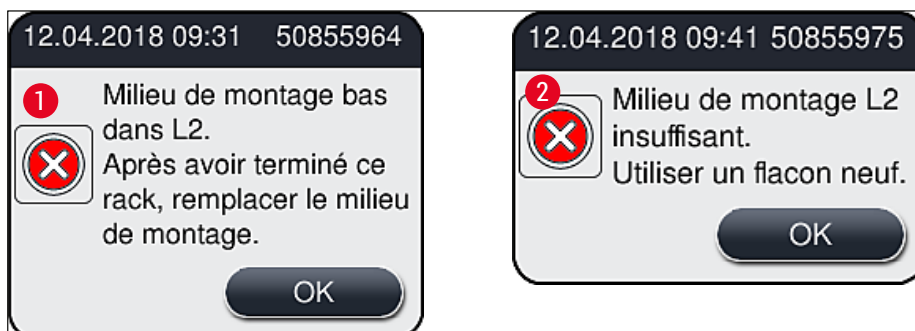 12.04.2018 09:31 50855964
1
Milieu de montage bas
dans L2.
Après avoir terminé ce
rack, remplacer le milieu
de montage.
OK
12.04.2018 09:41 50855975
2
Milieu de montage L2
insuffisant.
Utiliser un flacon neuf.
OK